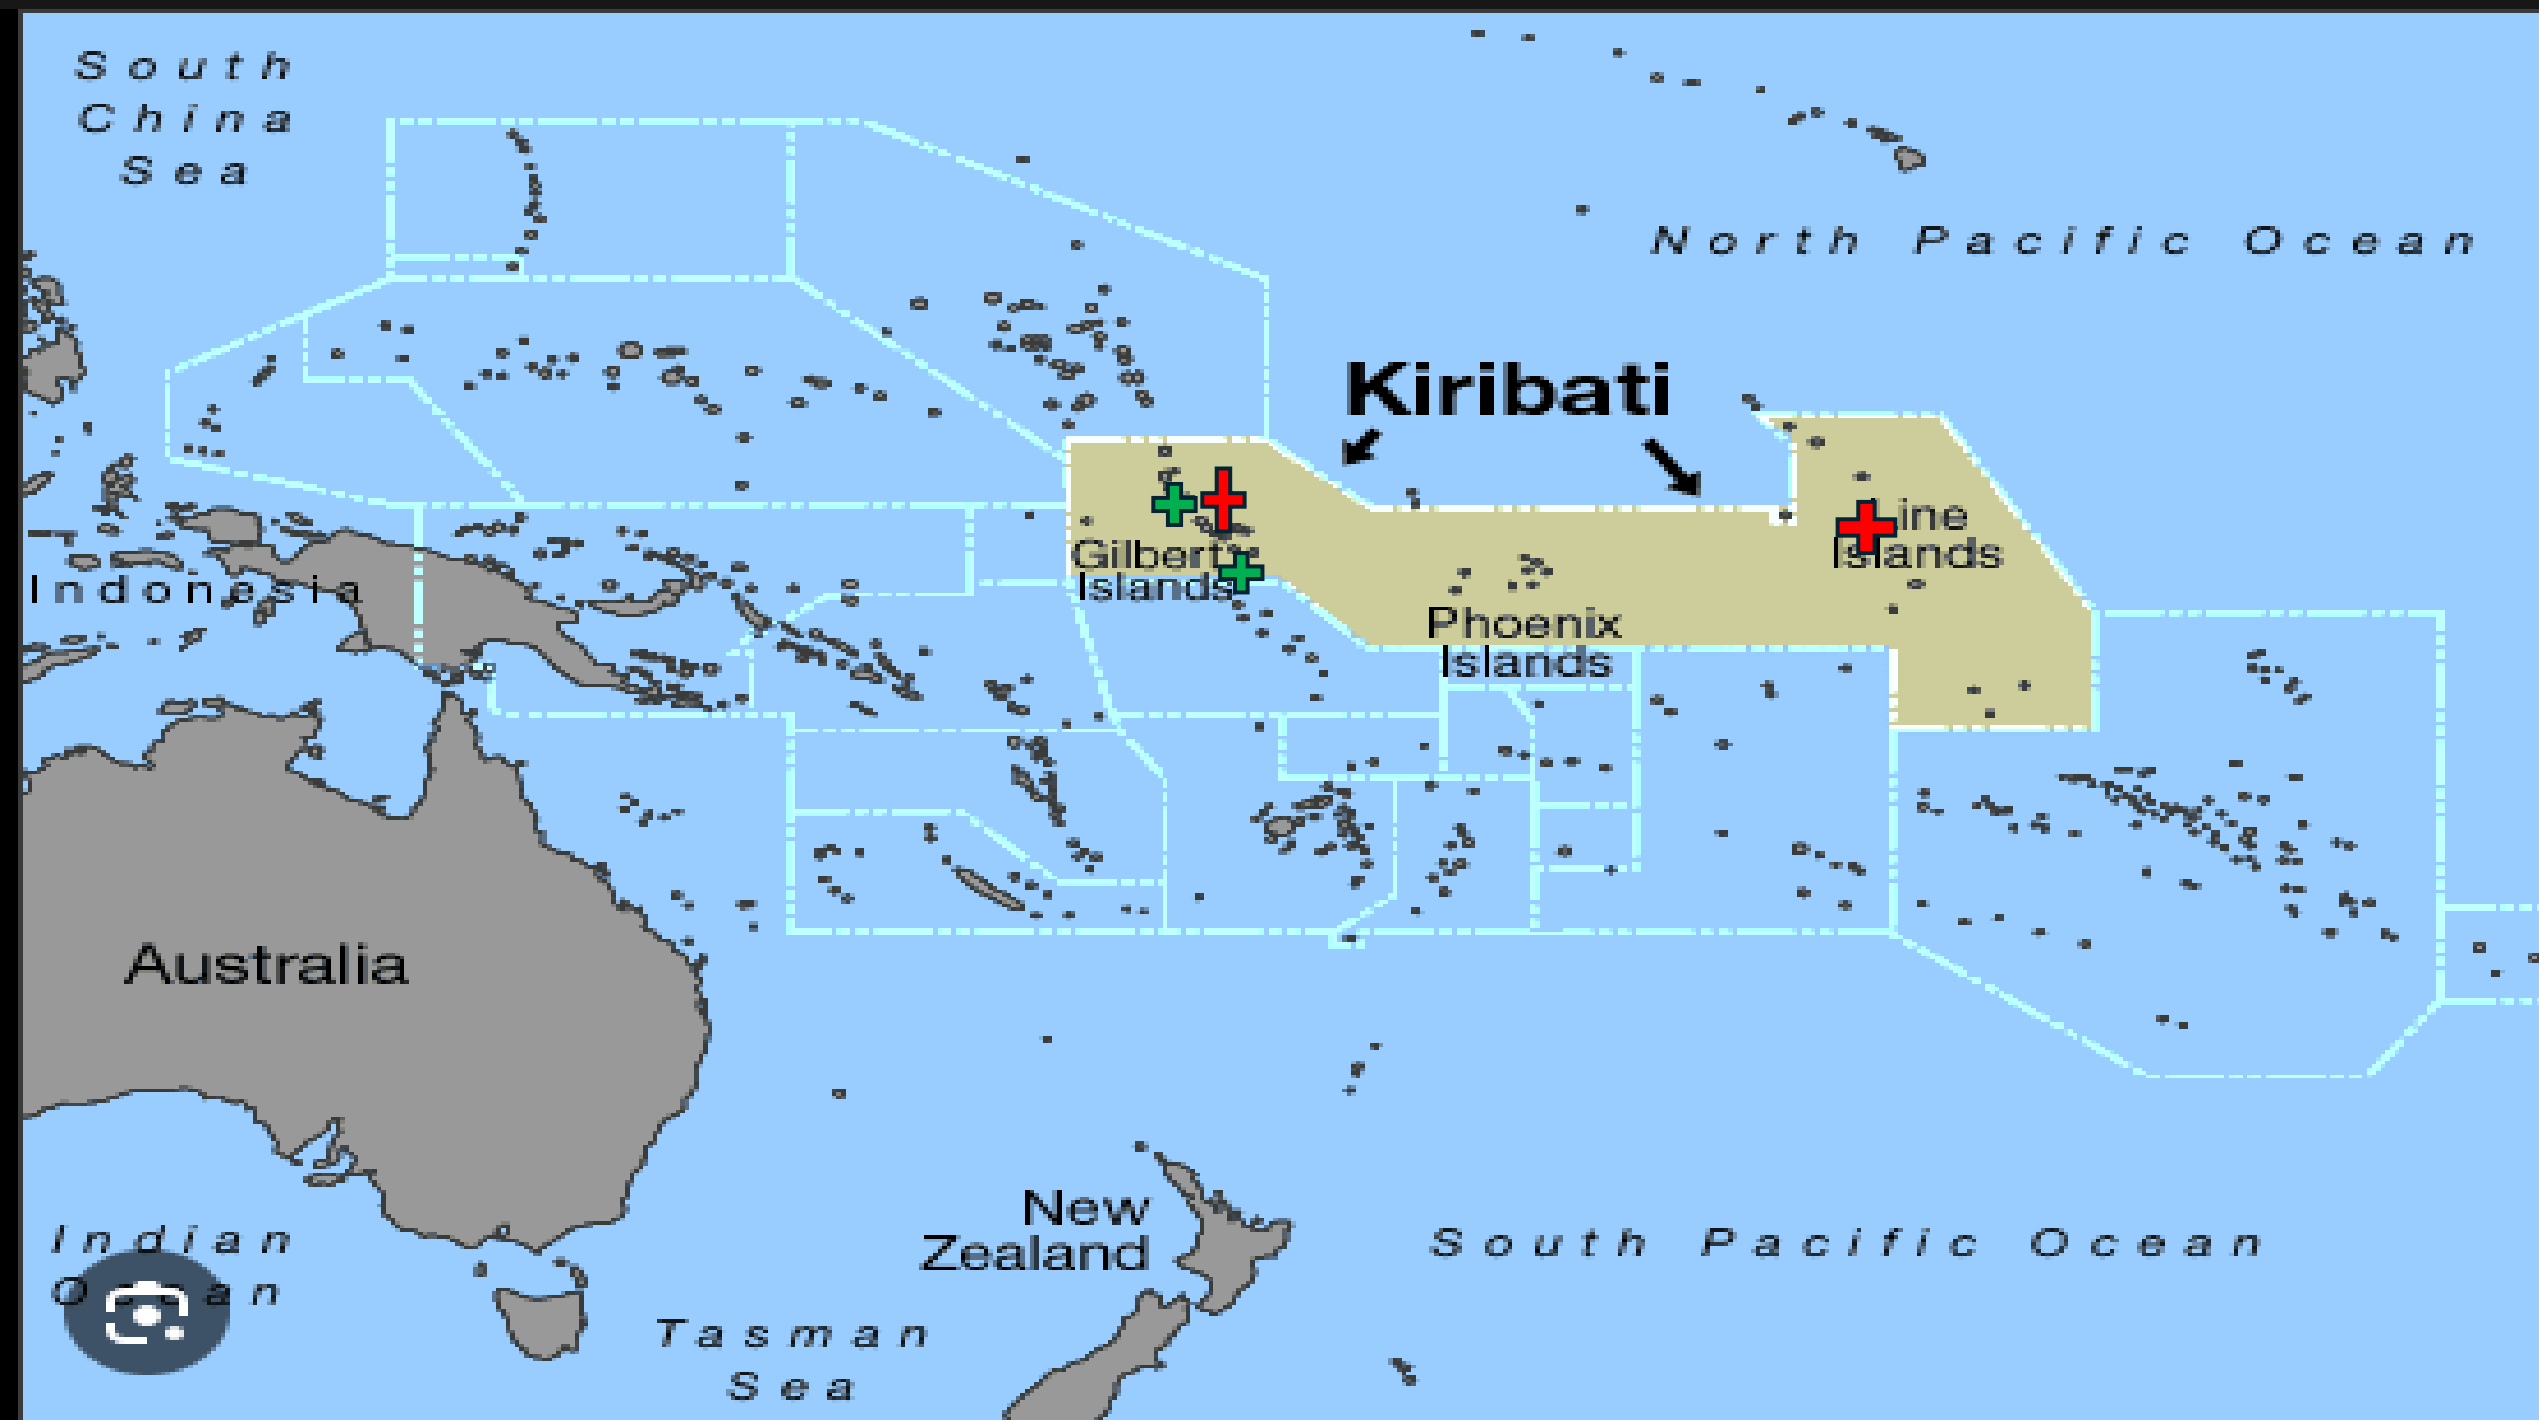 South
China
Sea
North Pacific Ocean
Kiribati
Gilbert
Islands
ine
Islands
Indonesia
Phoenix
Islands
Australia
New
Zealand
South Pacific Ocean
Indian
Tasman
Sea